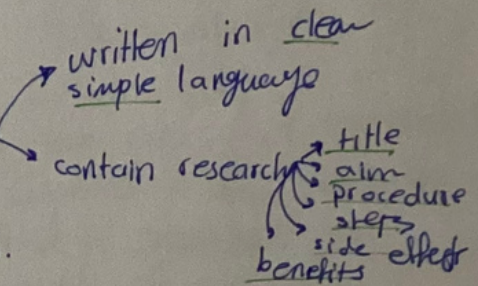 written in clear
simple language
contain research
title
aim
procedure
steps
side effect
benefits